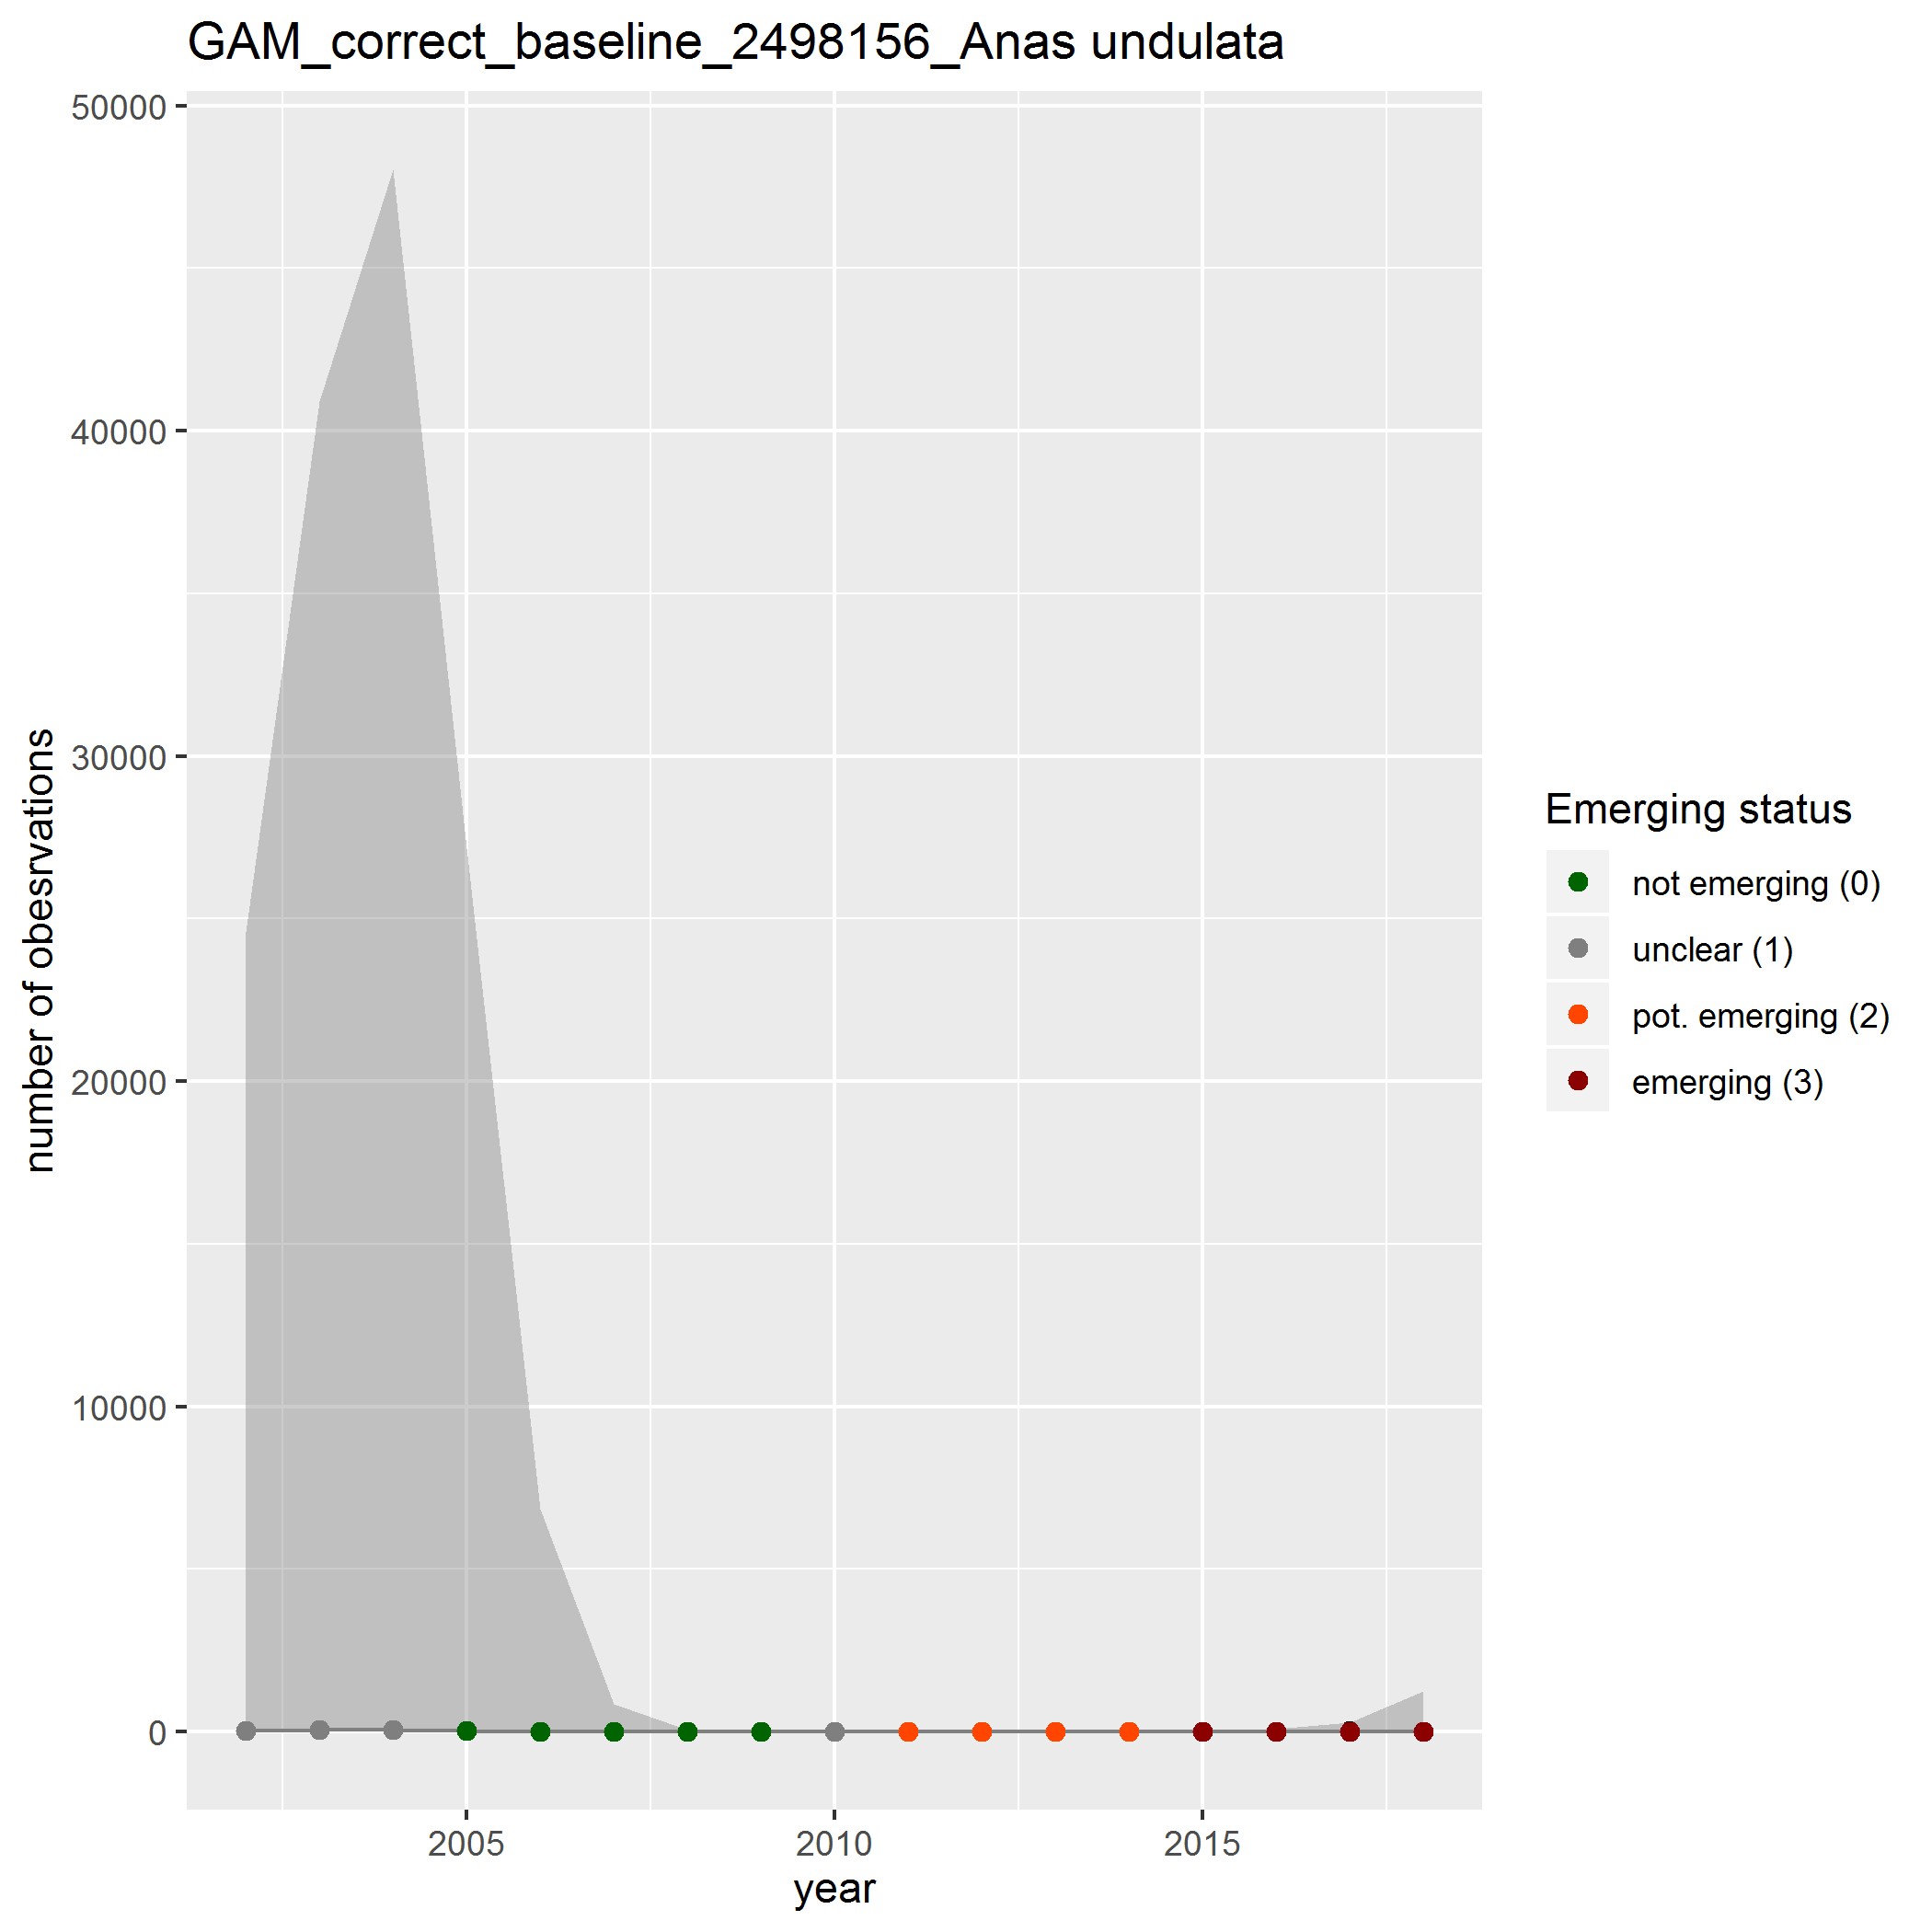 GAM_correct_baseline_2498156_Anas undulata
50000
40000
30000
20000
10000
0
number of obesrvations
2005
2010
2015
year
Emerging status
not emerging (0)
unclear (1)
pot. emerging (2)
emerging (3)